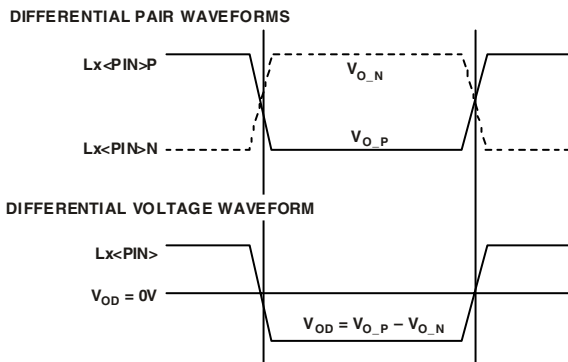 DIFFERENTIAL PAIR WAVEFORMS
Lx<PIN>P
V_O_N
Lx<PIN>N
V_O_P
DIFFERENTIAL VOLTAGE WAVEFORM
Lx<PIN>
V_OD = 0V
V_OD = V_O_P – V_O_N